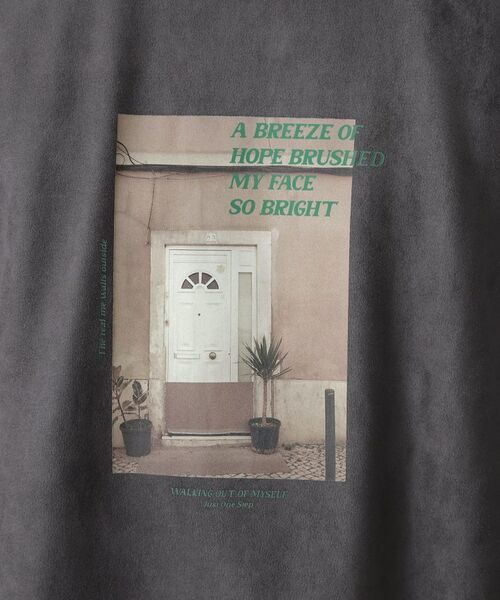 A BREEZE OF
HOPE BRUSHED
MY FACE
SO BRIGHT
The real me waits outside
WALKING OUT OF MYSELF
Just One Step